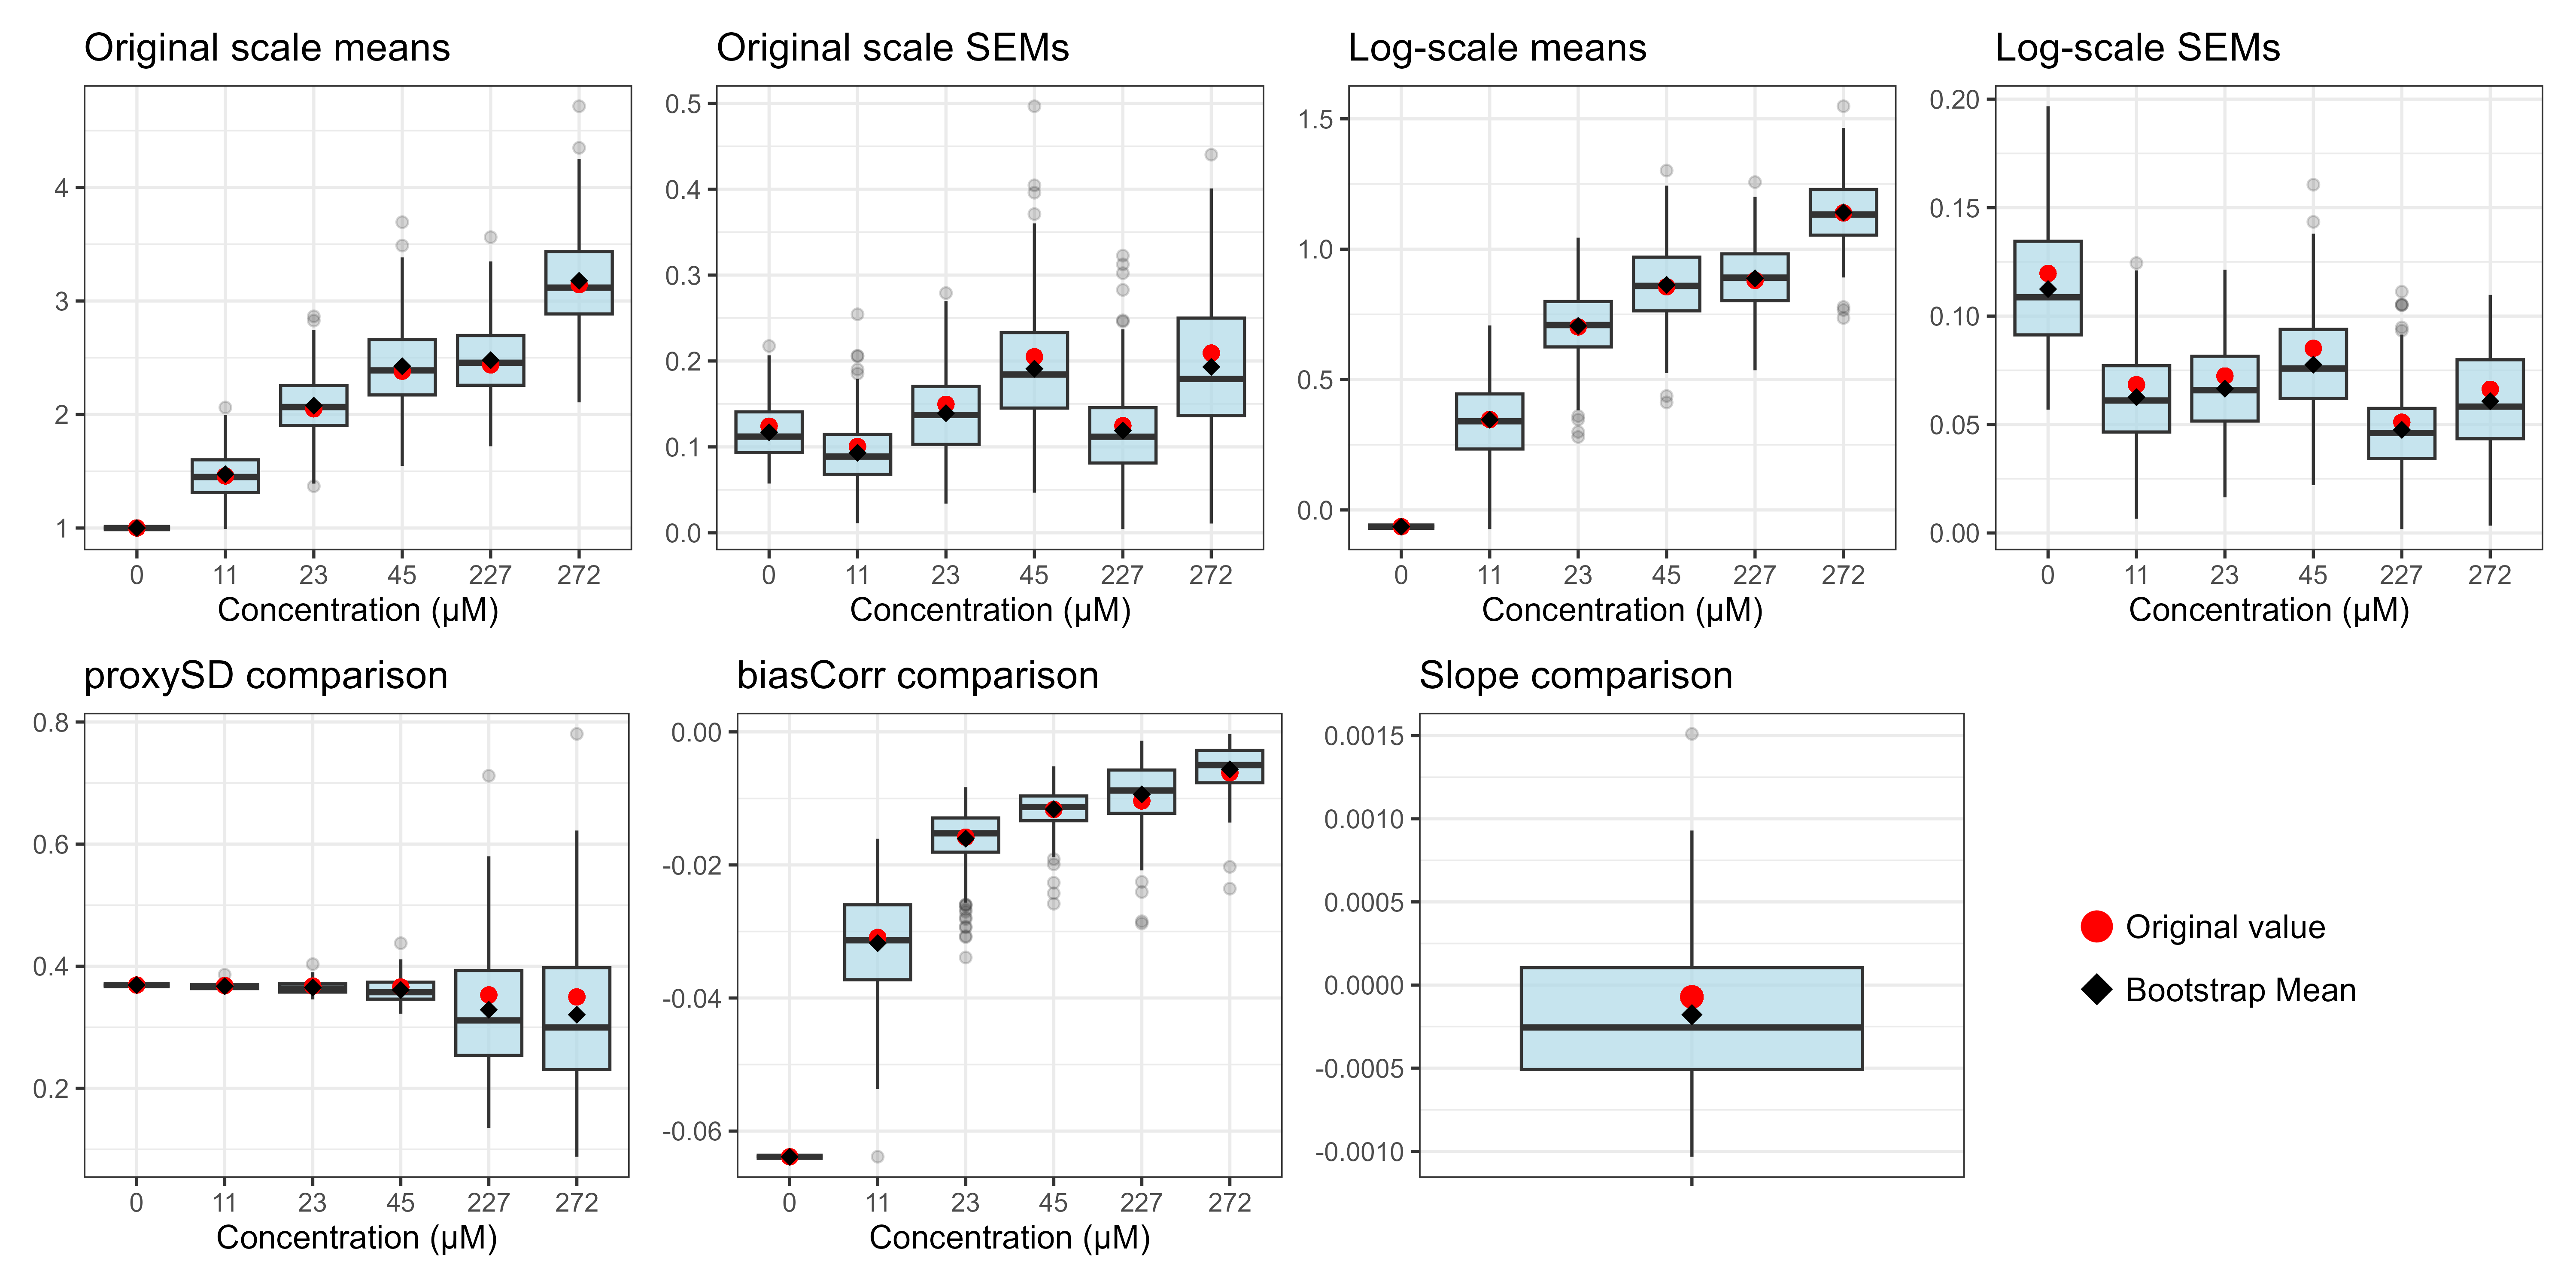 Original scale means
4
3
2
1
0 11 23 45 227 272
Concentration (µM)
Original scale SEMs
0.5
0.4
0.3
0.2
0.1
0.0
0 11 23 45 227 272
Concentration (µM)
Log-scale means
1.5
1.0
0.5
0.0
0 11 23 45 227 272
Concentration (µM)
Log-scale SEMs
0.20
0.15
0.10
0.05
0.00
0 11 23 45 227 272
Concentration (µM)
proxySD comparison
0.8
0.6
0.4
0.2
0 11 23 45 227 272
Concentration (µM)
biasCorr comparison
0.00
-0.02
-0.04
-0.06
0 11 23 45 227 272
Concentration (µM)
Slope comparison
0.0015
0.0010
0.0005
0.0000
-0.0005
-0.0010
Original value
Bootstrap Mean